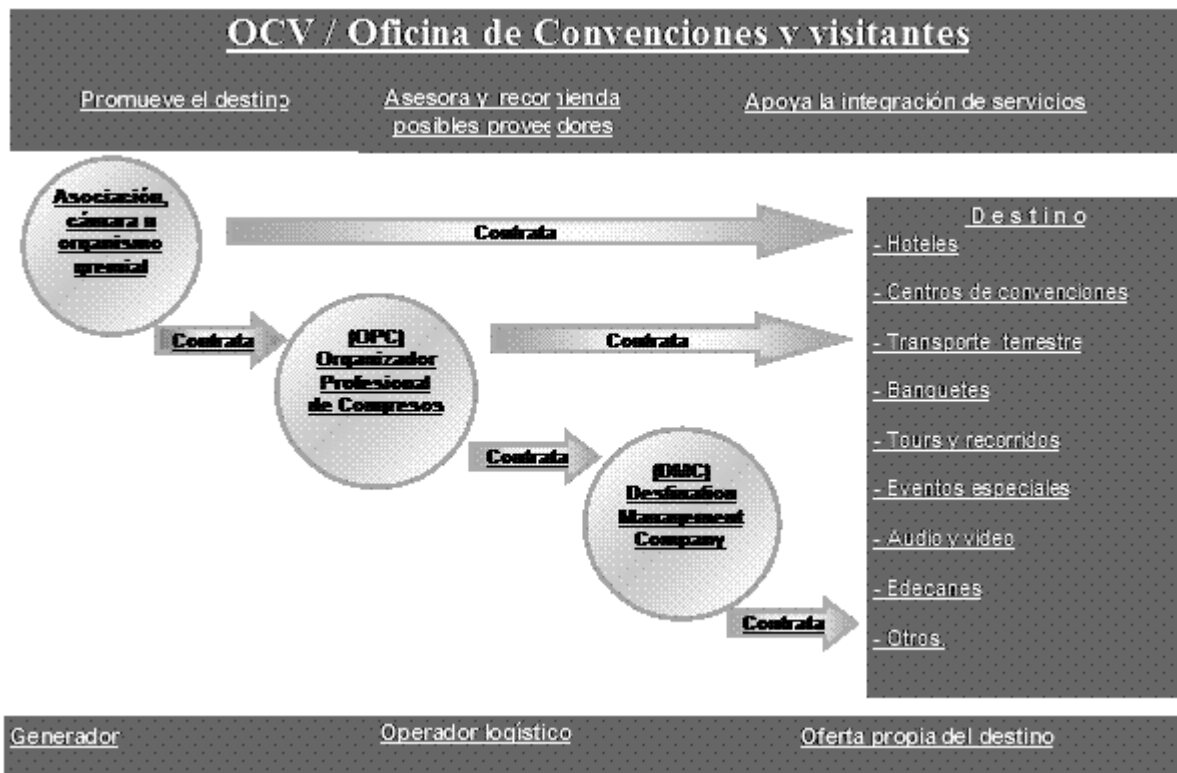 OCV / Oficina de Convenciones y visitantes
Promueve el destino
Asesora y recomienda
posibles proveedores
Apoya la integración de servicios
Asociación,
cámara u
organismo
gremial
Contrata
Contrata
(OPC)
Organizador
Profesional
de Compresos
Contrata
Contrata
(DMC)
Destination
Management
Company
Contrata
Destino
- Hoteles
- Centros de convenciones
- Transporte terrestre
- Banquetes
- Tours y recorridos
- Eventos especiales
- Audio y video
- Edecanes
- Otros.
Generador
Operador logístico
Oferta propia del destino